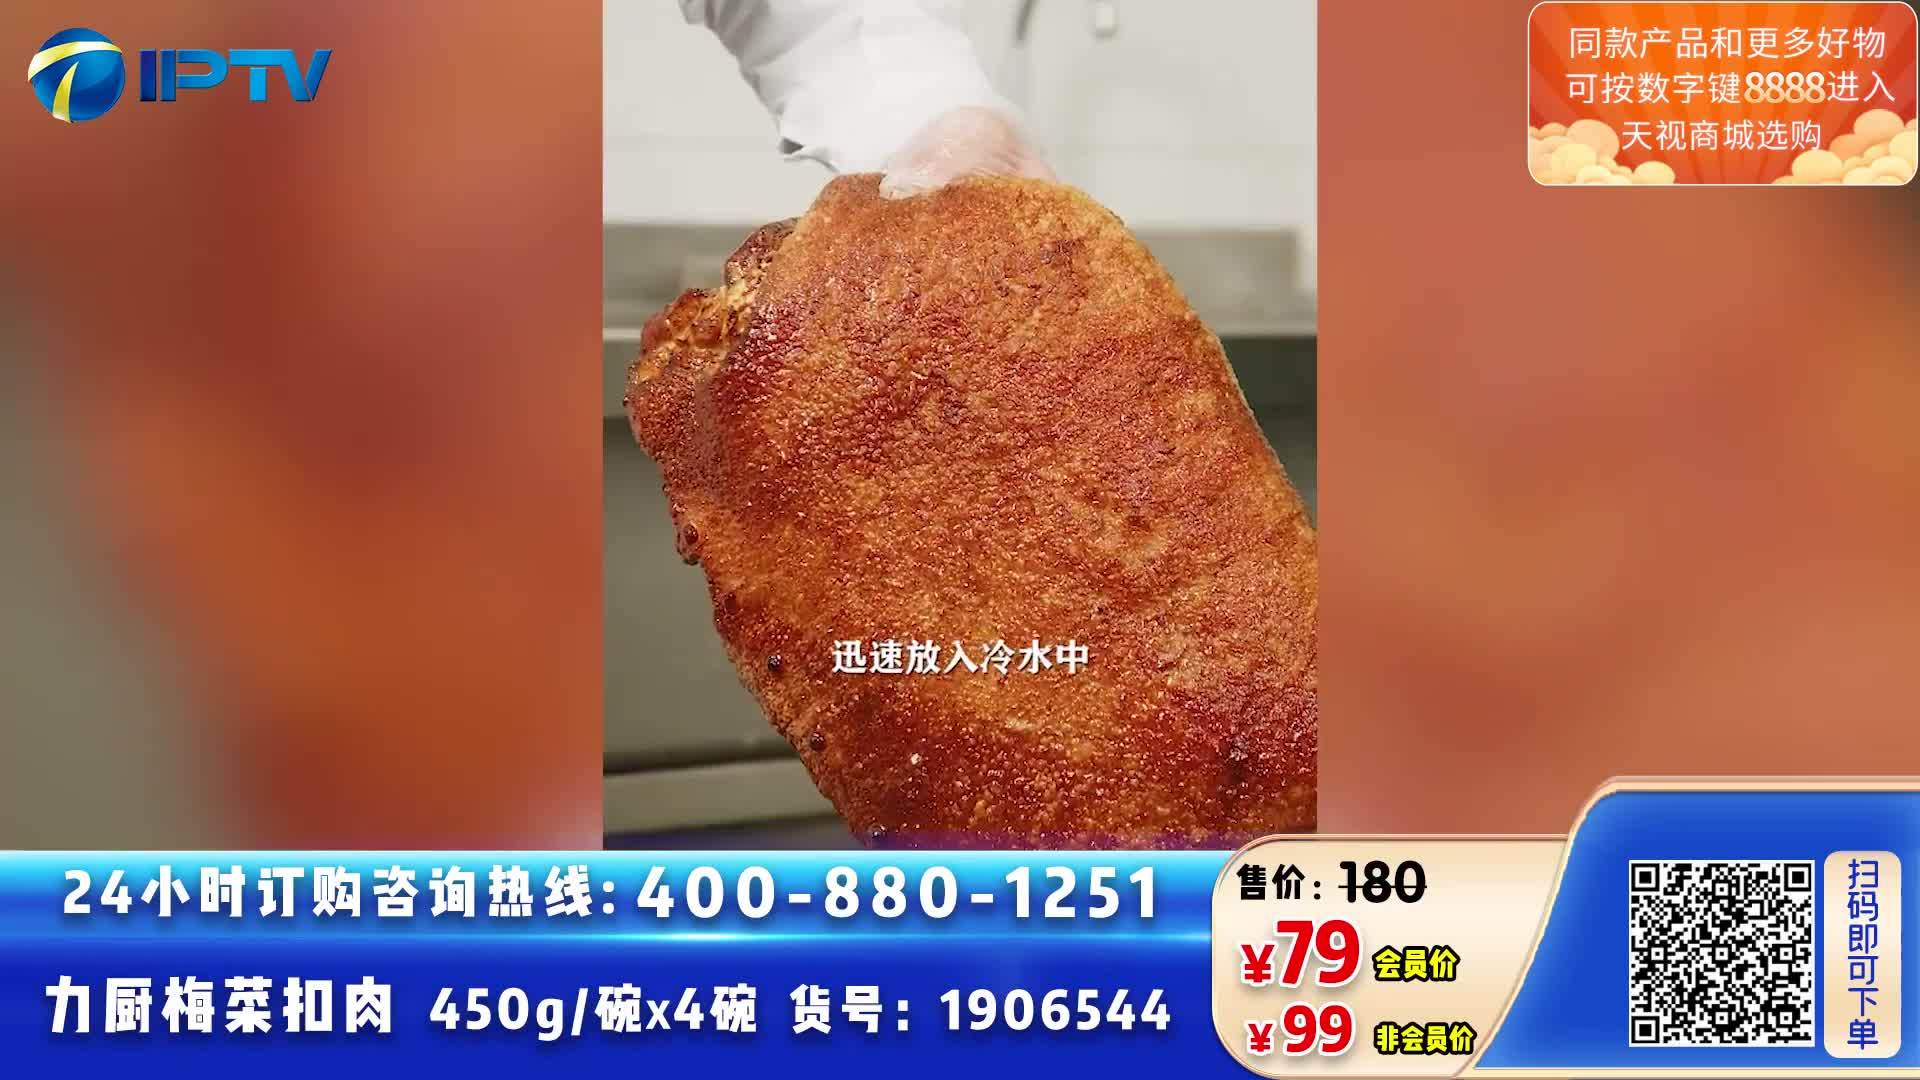 IPTV
同款产品和更多好物
可按数字键8888进入
天视商城选购
迅速放入冷水中
24小时订购咨询热线:400-880-1251
力厨梅菜扣肉 450g/碗x4碗 货号：1906544
售价：180
¥79 会员价
¥99 非会员价
扫码即可下单